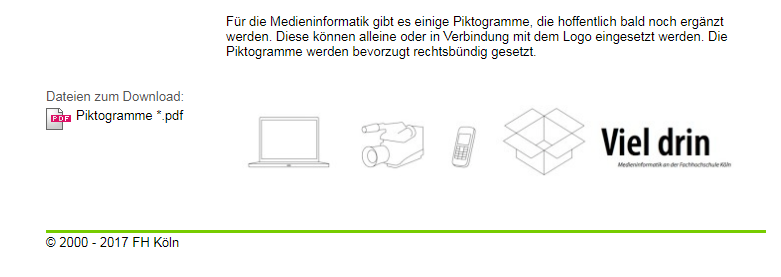 Für die Medieninformatik gibt es einige Piktogramme, die hoffentlich bald noch ergänzt
werden. Diese können alleine oder in Verbindung mit dem Logo eingesetzt werden. Die
Piktogramme werden bevorzugt rechtsbündig gesetzt.
Dateien zum Download:
PDF Piktogramme *.pdf
Viel drin
Medieninformatik an der Fachhochschule Köln
© 2000 - 2017 FH Köln